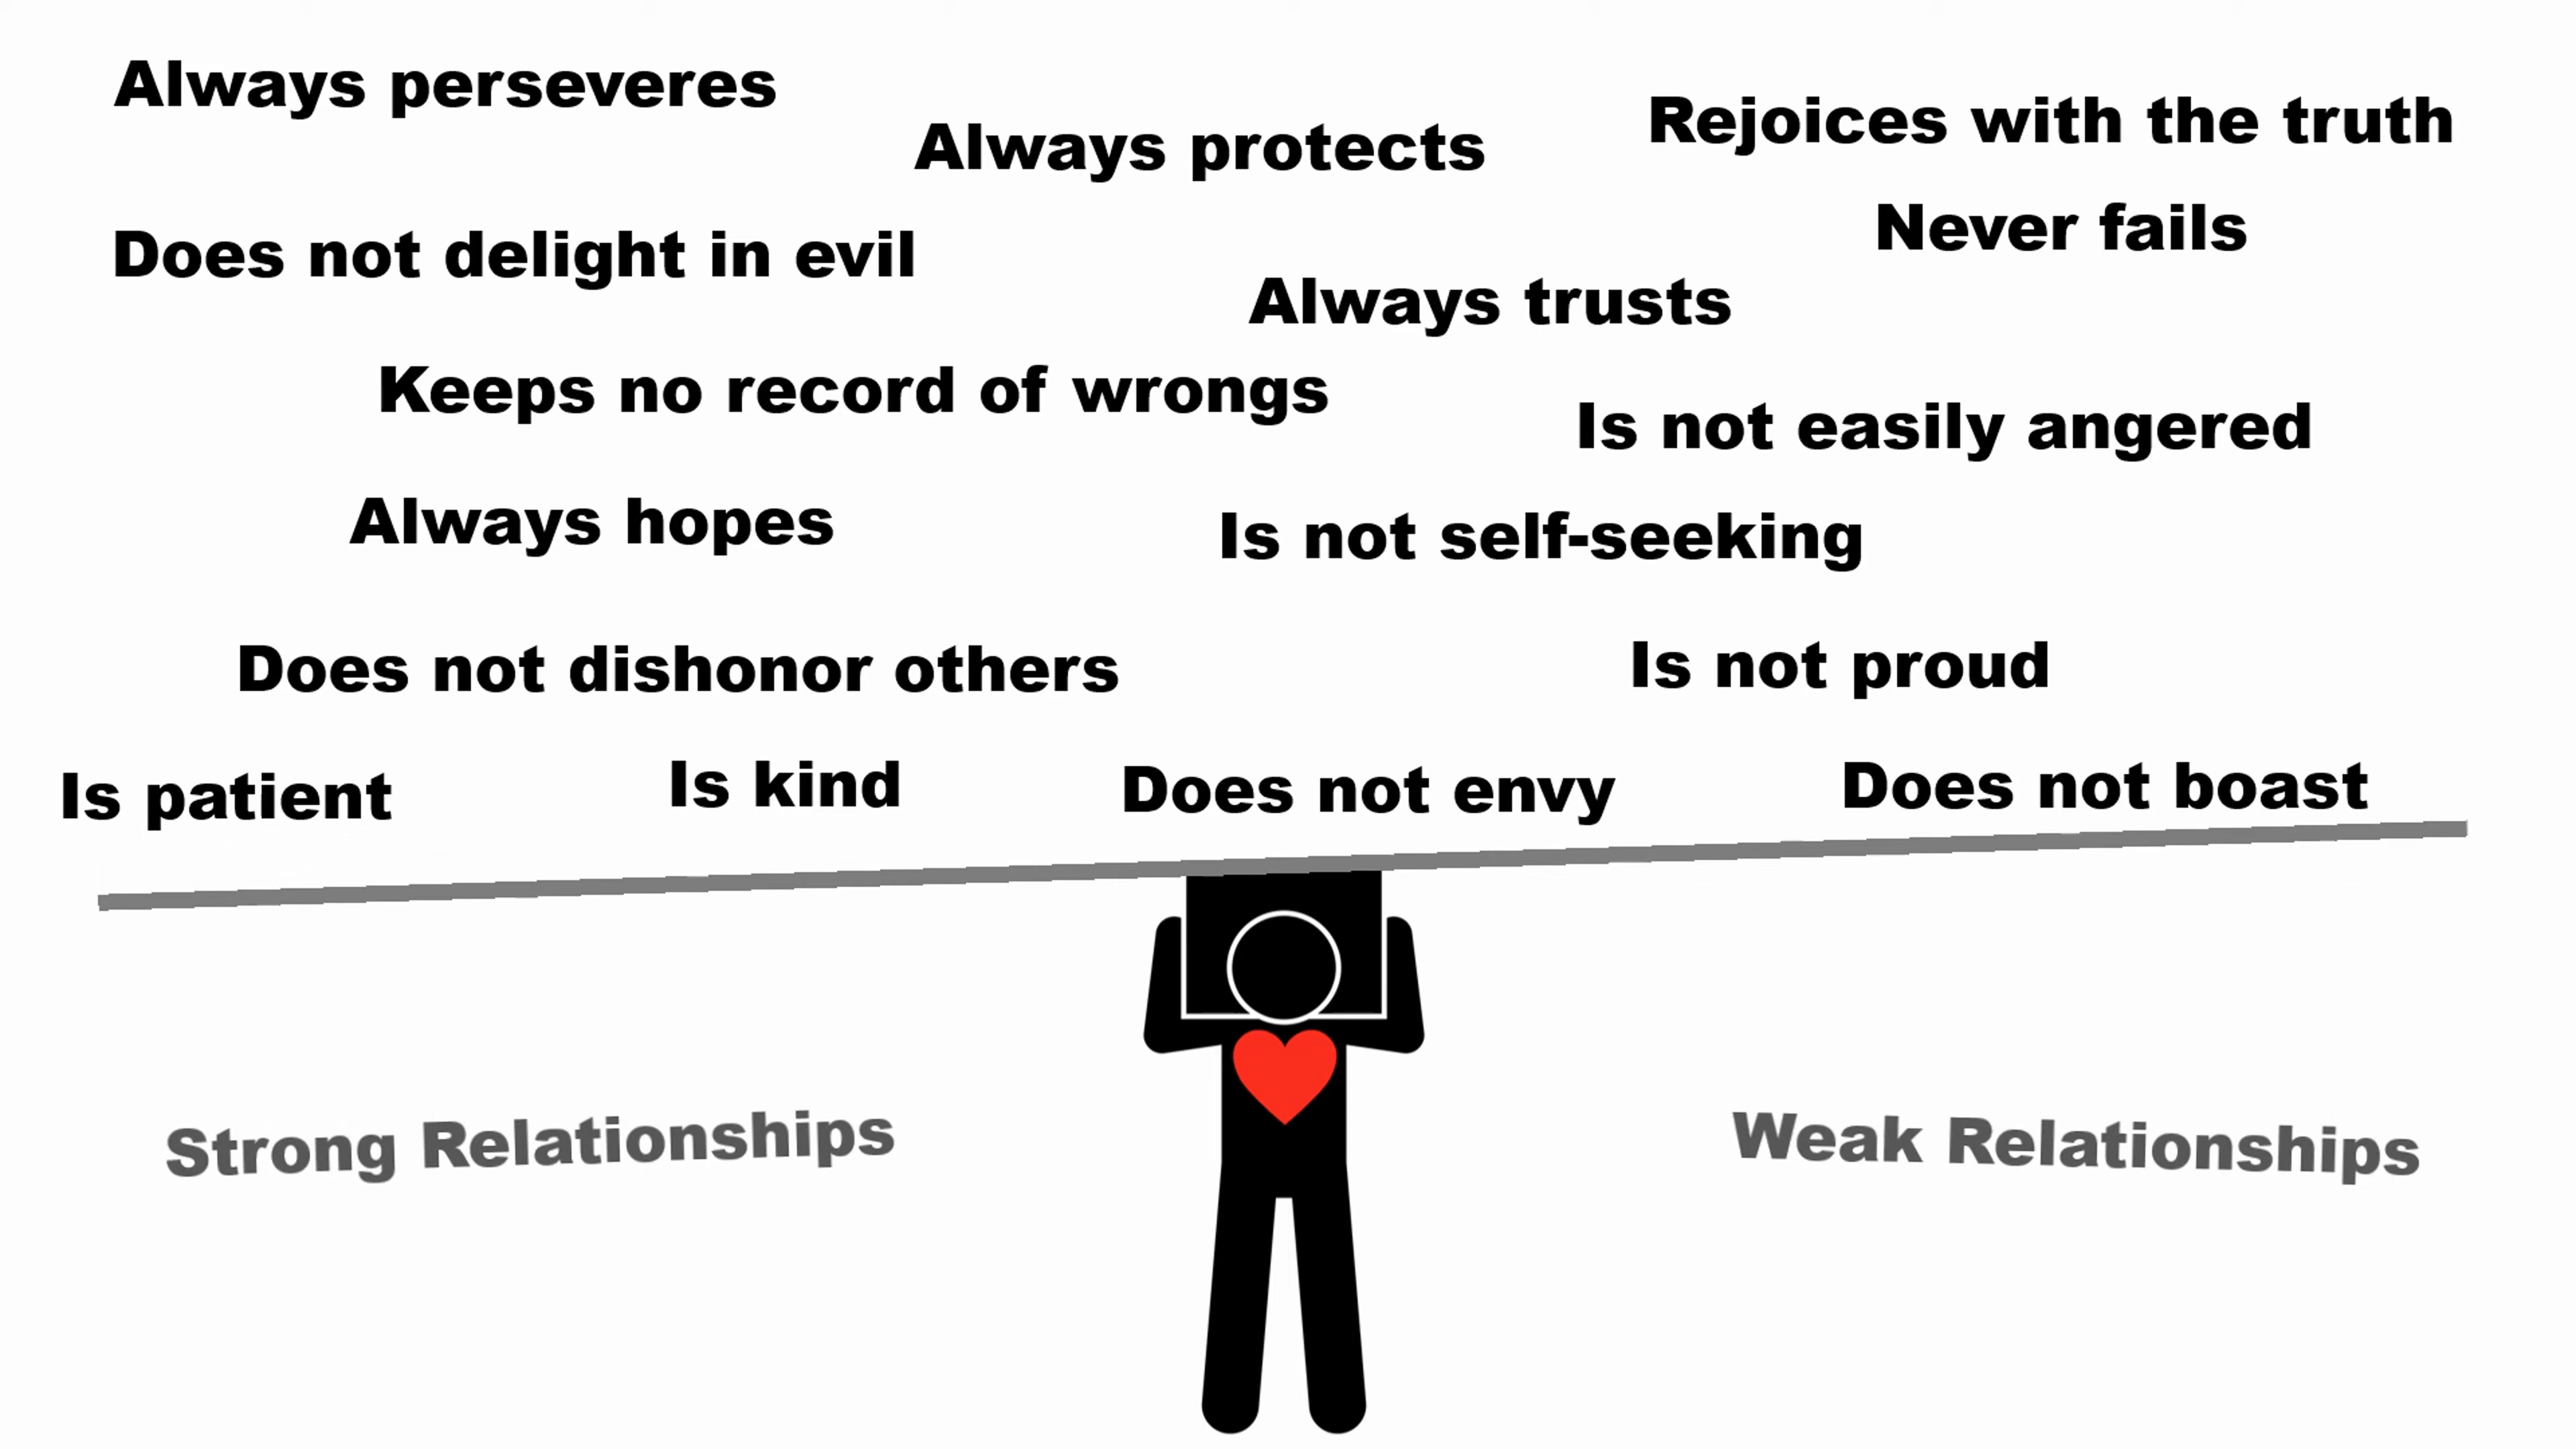 Always perseveres
Always protects
Rejoices with the truth
Never fails
Does not delight in evil
Always trusts
Keeps no record of wrongs
Is not easily angered
Always hopes
Is not self-seeking
Does not dishonor others
Is not proud
Is patient
Is kind
Does not envy
Does not boast
Strong Relationships
Weak Relationships